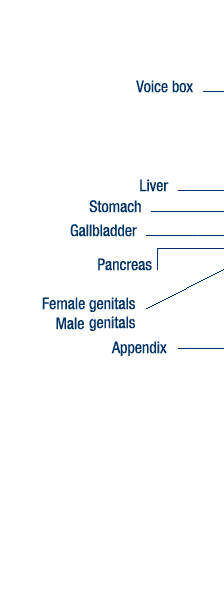 Voice box
Liver
Stomach
Gallbladder
Pancreas
Female genitals
Male genitals
Appendix